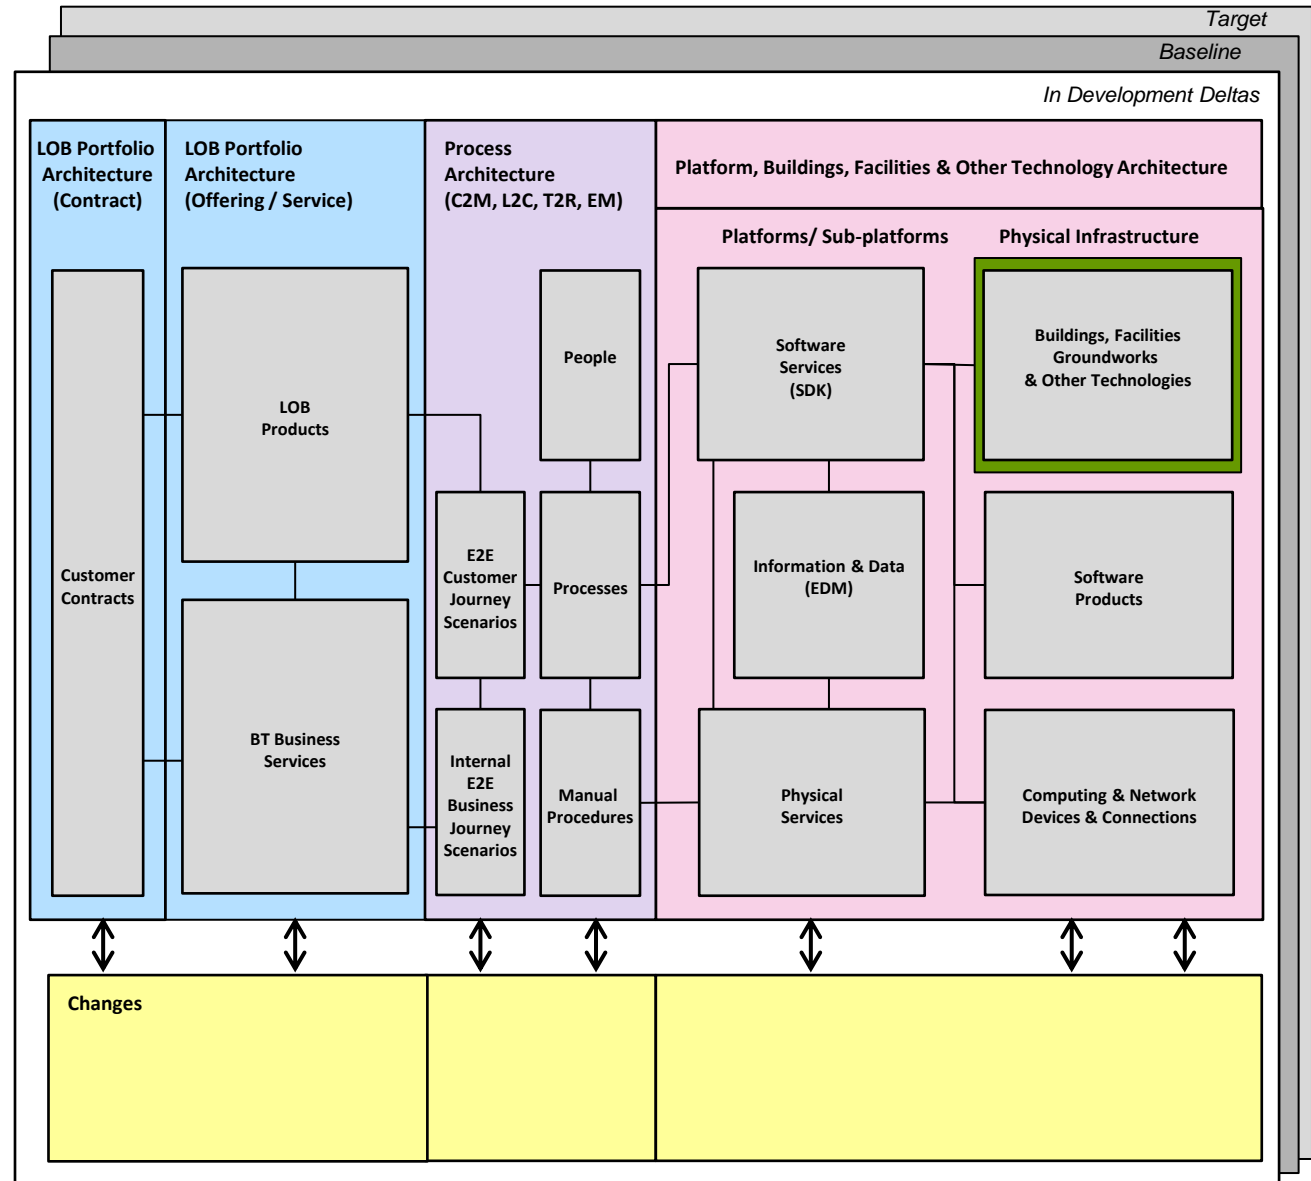 Target
Baseline
In Development Deltas
LOB Portfolio
Architecture
(Contract)
LOB Portfolio
Architecture
(Offering / Service)
Process
Architecture
(C2M, L2C, T2R, EM)
Platform, Buildings, Facilities & Other Technology Architecture
Platforms/ Sub-platforms
Physical Infrastructure
Customer
Contracts
LOB
Products
BT Business
Services
People
E2E
Customer
Journey
Scenarios
Processes
Internal
E2E
Business
Journey
Scenarios
Manual
Procedures
Software
Services
(SDK)
Information & Data
(EDM)
Physical
Services
Buildings, Facilities
Groundworks
& Other Technologies
Software
Products
Computing & Network
Devices & Connections
Changes